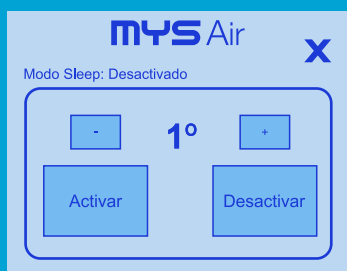 MYS Air
X
Modo Sleep: Desactivado
- 1º +
Activar Desactivar